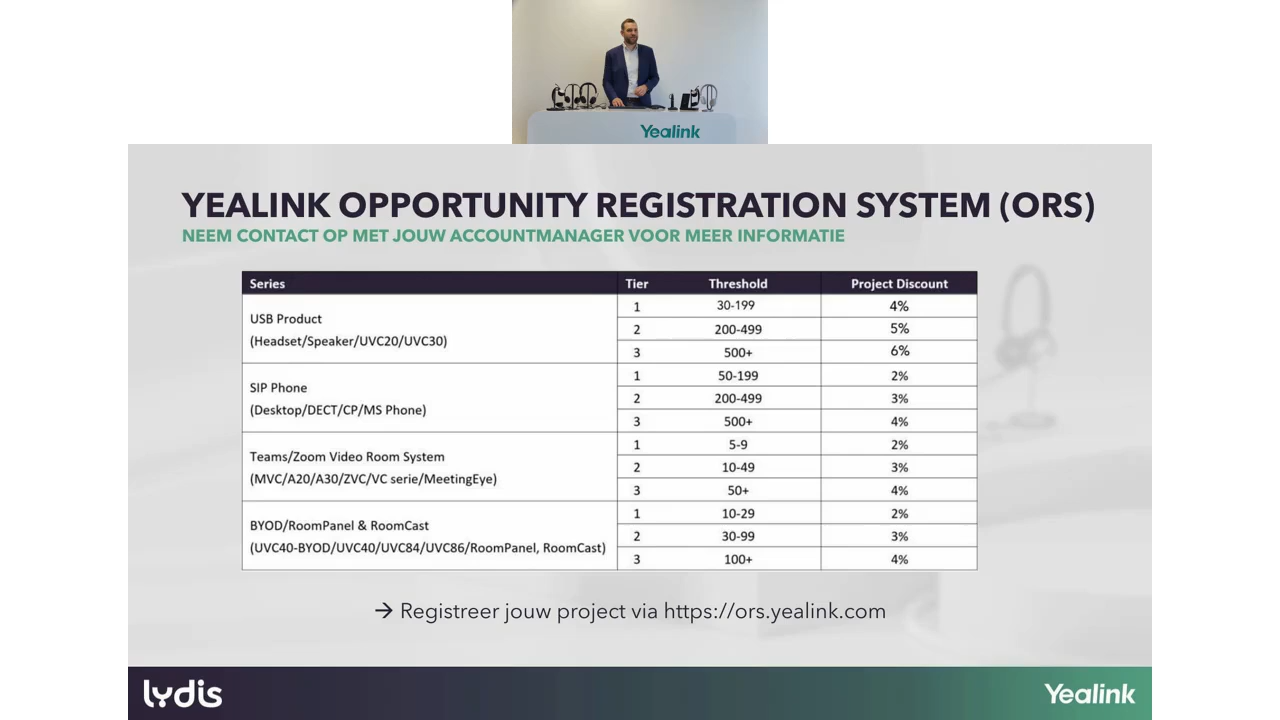 Yealink
YEALINK OPPORTUNITY REGISTRATION SYSTEM (ORS)
NEEM CONTACT OP MET JOUW ACCOUNTMANAGER VOOR MEER INFORMATIE
Series Tier Threshold Project Discount
USB Product
(Headset/Speaker/UVC20/UVC30)
1 30-199 4%
2 200-499 5%
3 500+ 6%
SIP Phone
(Desktop/DECT/CP/MS Phone)
1 50-199 2%
2 200-499 3%
3 500+ 4%
Teams/Zoom Video Room System
(MVC/A20/A30/ZVC/VC serie/MeetingEye)
1 5-9 2%
2 10-49 3%
3 50+ 4%
BYOD/RoomPanel & RoomCast
(UVC40-BYOD/UVC40/UVC84/UVC86/RoomPanel, RoomCast)
1 10-29 2%
2 30-99 3%
3 100+ 4%
→ Registreer jouw project via https://ors.yealink.com
lydis
Yealink